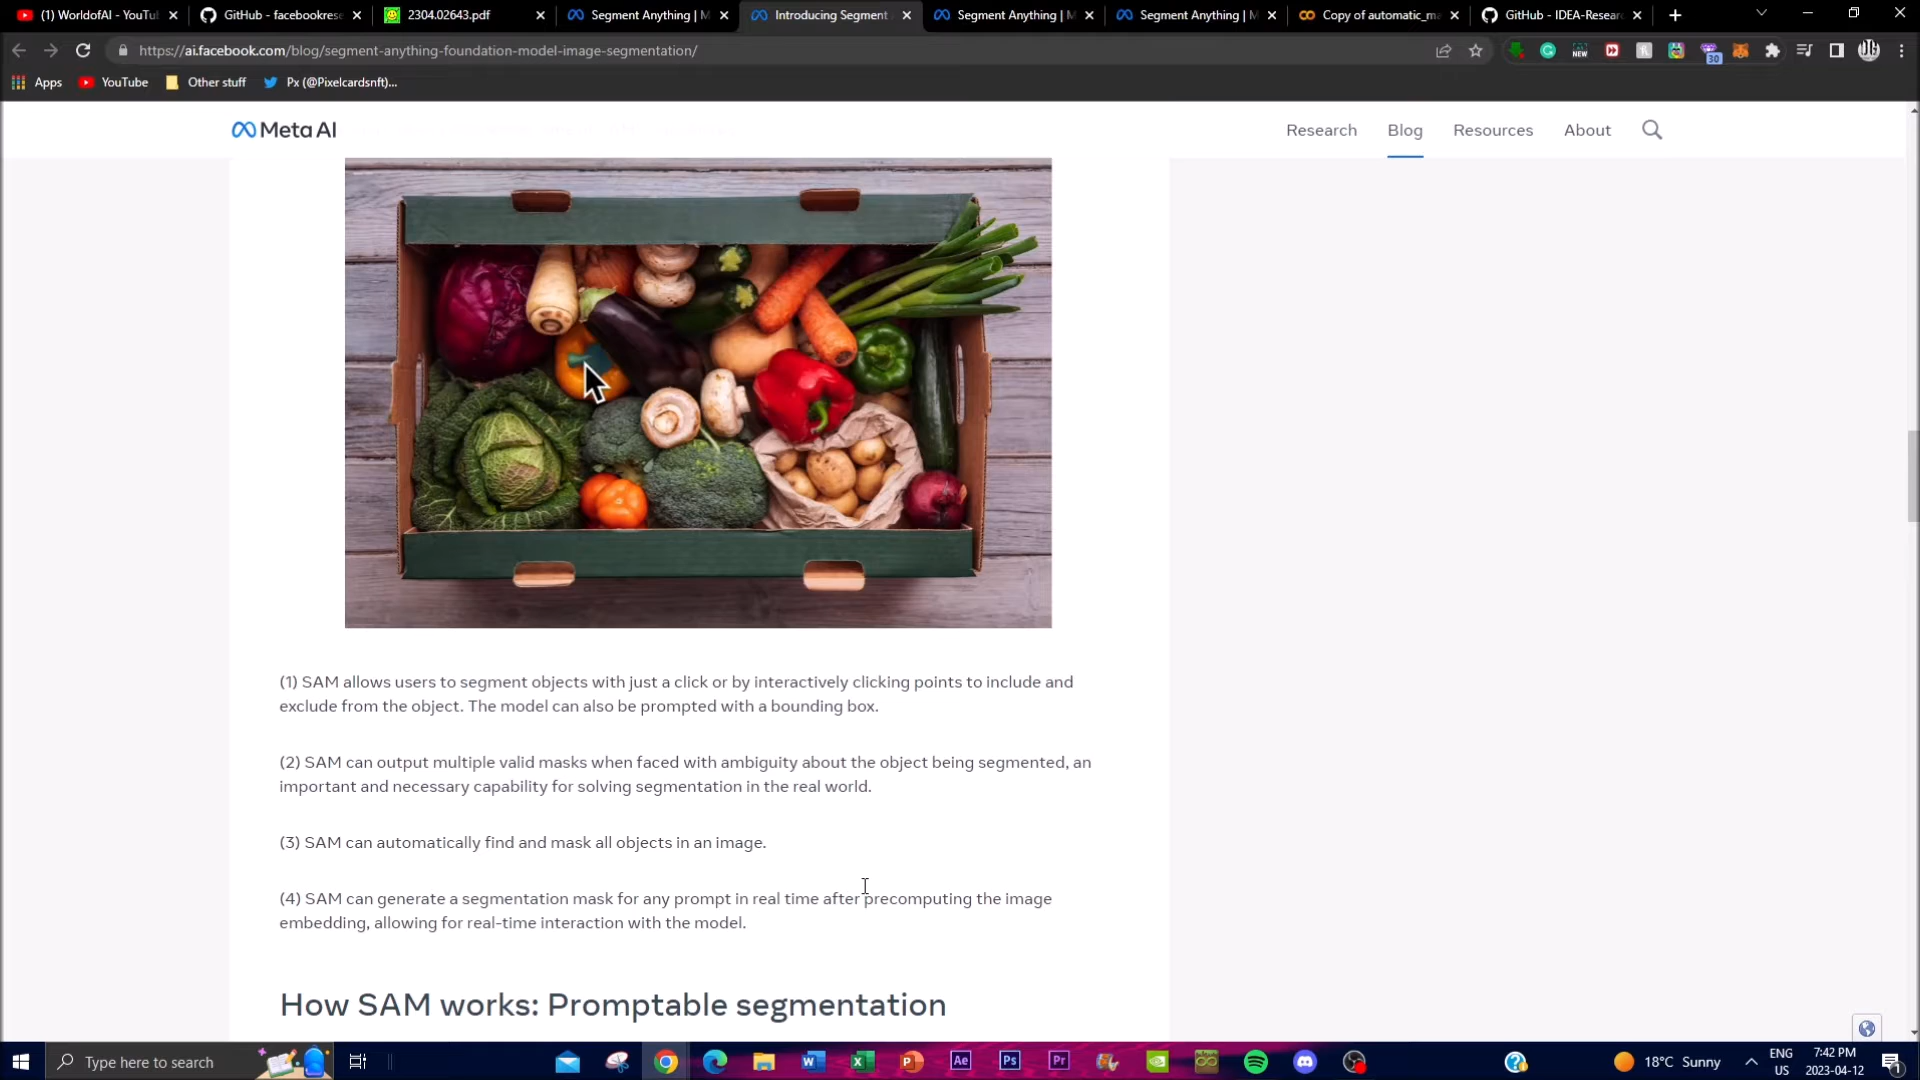 (1) WorldofAI - YouTu
GitHub - facebookrese
2304.02643.pdf
Segment Anything | M
Introducing Segment
Segment Anything | M
Segment Anything | M
Copy of automatic_ma
GitHub - IDEA-Resear
https://ai.facebook.com/blog/segment-anything-foundation-model-image-segmentation/
NEW
30
Apps
YouTube
Other stuff
Px (@Pixelcardsnft)...
Meta AI
Research
Blog
Resources
About
(1) SAM allows users to segment objects with just a click or by interactively clicking points to include and
exclude from the object. The model can also be prompted with a bounding box.
(2) SAM can output multiple valid masks when faced with ambiguity about the object being segmented, an
important and necessary capability for solving segmentation in the real world.
(3) SAM can automatically find and mask all objects in an image.
(4) SAM can generate a segmentation mask for any prompt in real time after precomputing the image
embedding, allowing for real-time interaction with the model.
How SAM works: Promptable segmentation
Type here to search
Ae
Ps
Pr
18°C Sunny
ENG
US
7:42 PM
2023-04-12
1